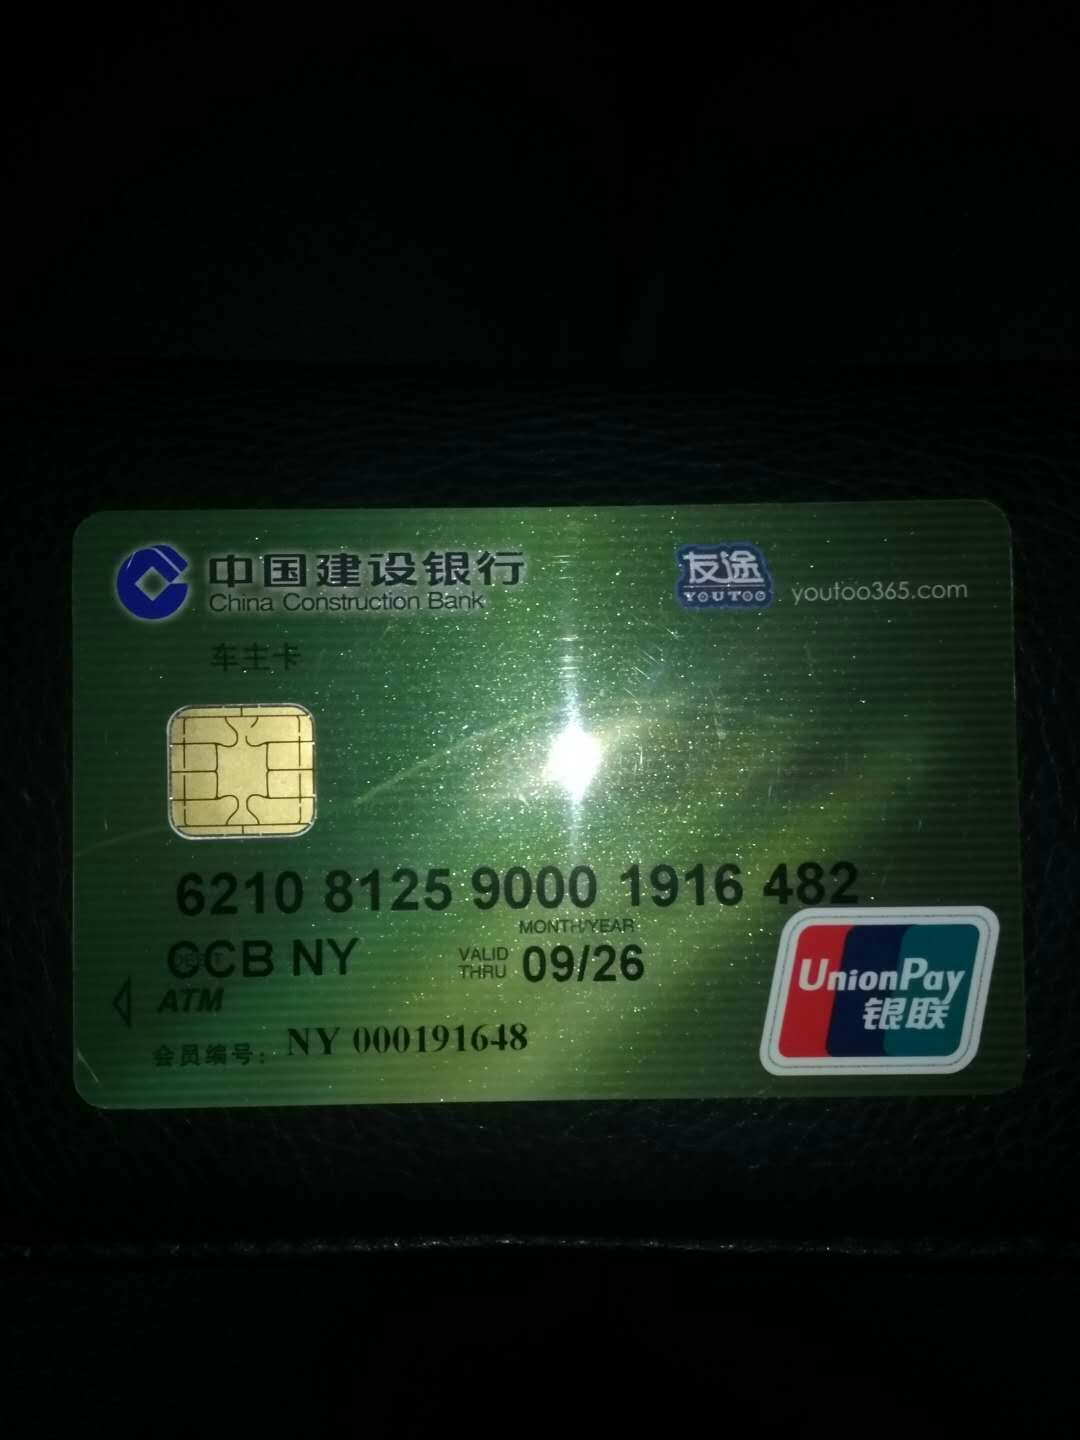 中国建设银行
China Construction Bank
友途
YOUTOO
youtoo365.com
车主卡
6210 8125 9000 1916 482
MONTH/YEAR
CCB NY
VALID THRU 09/26
ATM
会员编号：NY 000191648
UnionPay
银联